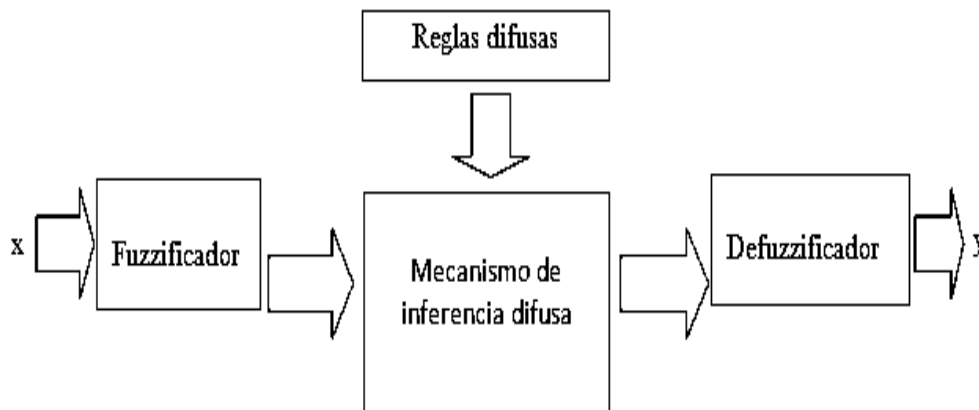 Reglas difusas
x
Fuzzificador
Mecanismo de
inferencia difusa
Defuzzificador
y